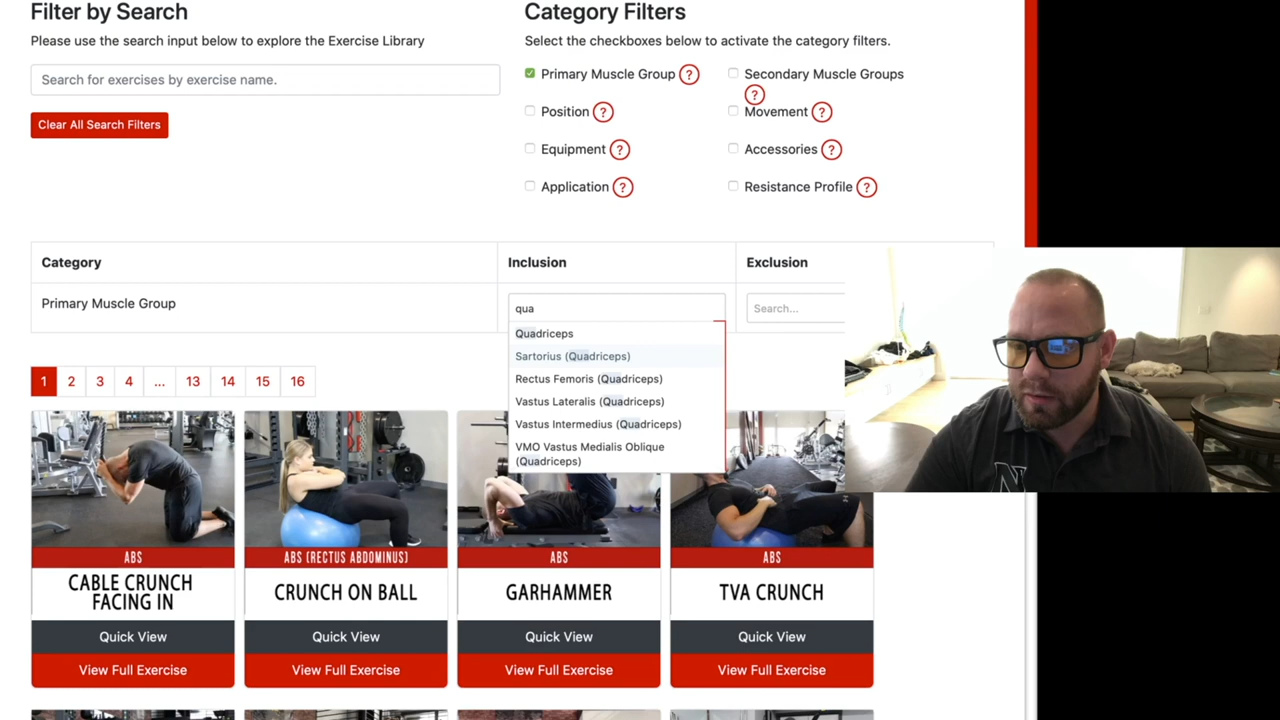 Filter by Search
Category Filters
Please use the search input below to explore the Exercise Library
Select the checkboxes below to activate the category filters.
Search for exercises by exercise name.
Primary Muscle Group ?
Secondary Muscle Groups
?
Clear All Search Filters
Position ?
Movement ?
Equipment ?
Accessories ?
Application ?
Resistance Profile ?
Category
Inclusion
Exclusion
Primary Muscle Group
qua
Search...
Quadriceps
Sartorius (Quadriceps)
Rectus Femoris (Quadriceps)
Vastus Lateralis (Quadriceps)
Vastus Intermedius (Quadriceps)
VMO Vastus Medialis Oblique
(Quadriceps)
1 2 3 4 ... 13 14 15 16
ABS
CABLE CRUNCH
FACING IN
Quick View
View Full Exercise
ABS (RECTUS ABDOMINUS)
CRUNCH ON BALL
Quick View
View Full Exercise
ABS
GARHAMMER
Quick View
View Full Exercise
ABS
TVA CRUNCH
Quick View
View Full Exercise
N